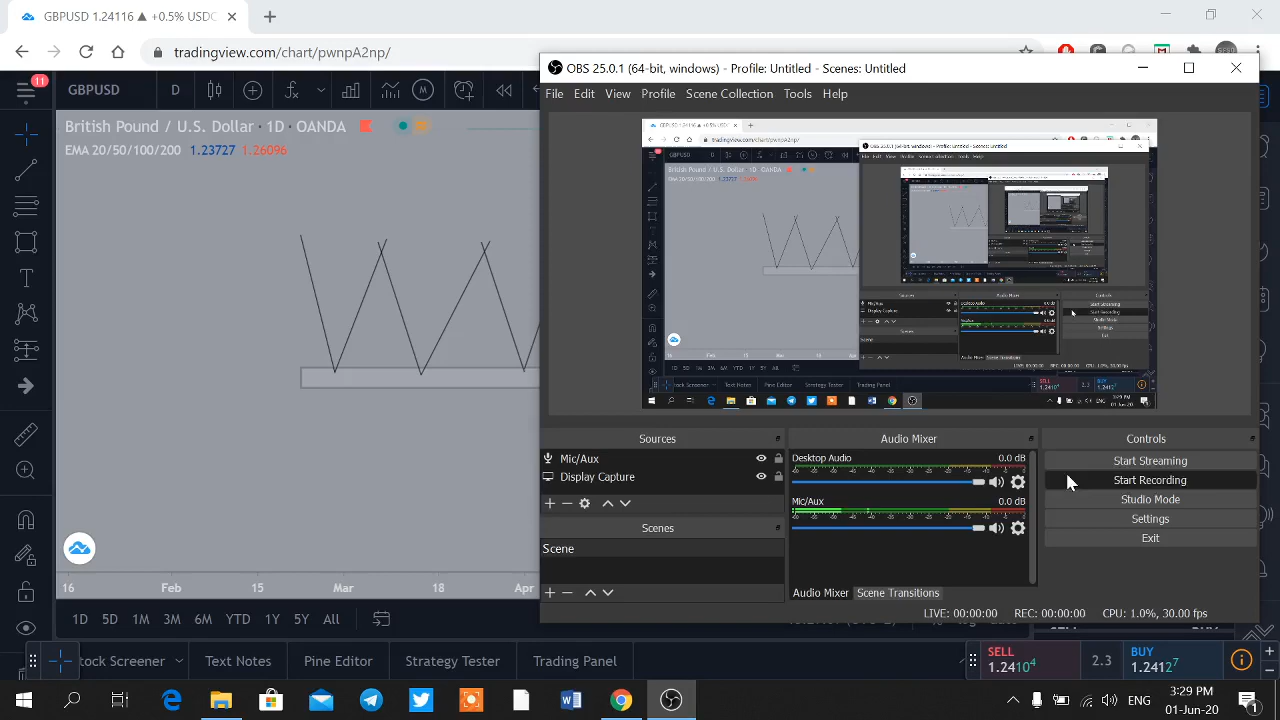 GBPUSD 1.24116 ▲ +0.5% USDC
tradingview.com/chart/pwnpA2np/
11
GBPUSD D
British Pound / U.S. Dollar · 1D · OANDA
EMA 20/50/100/200 1.23727 1.26096
OBS 25.0.1 (64-bit, windows) - Profile: Untitled - Scenes: Untitled
File Edit View Profile Scene Collection Tools Help
Sources
Mic/Aux
Display Capture
Scenes
Scene
Audio Mixer
Desktop Audio 0.0 dB
Mic/Aux 0.0 dB
Audio Mixer Scene Transitions
Controls
Start Streaming
Start Recording
Studio Mode
Settings
Exit
LIVE: 00:00:00 REC: 00:00:00 CPU: 1.0%, 30.00 fps
16 Feb 15 Mar 18 Apr
1D 5D 1M 3M 6M YTD 1Y 5Y All
tock Screener Text Notes Pine Editor Strategy Tester Trading Panel
SELL
1.24104
2.3
BUY
1.24127
ENG
3:29 PM
01-Jun-20
1